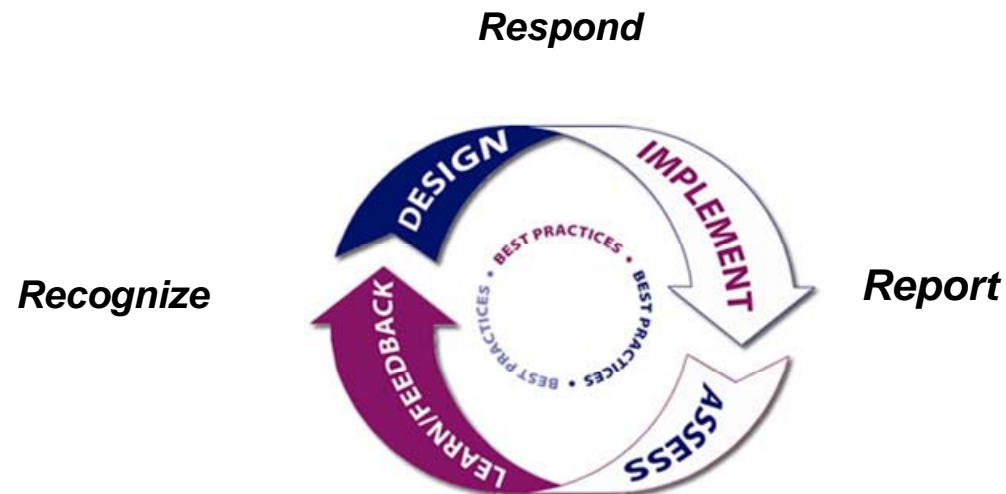 Respond
DESIGN
IMPLEMENT
BEST PRACTICES • BEST PRACTICES • BEST PRACTICES •
Recognize
Report
LEARN/FEEDBACK
ASSESS